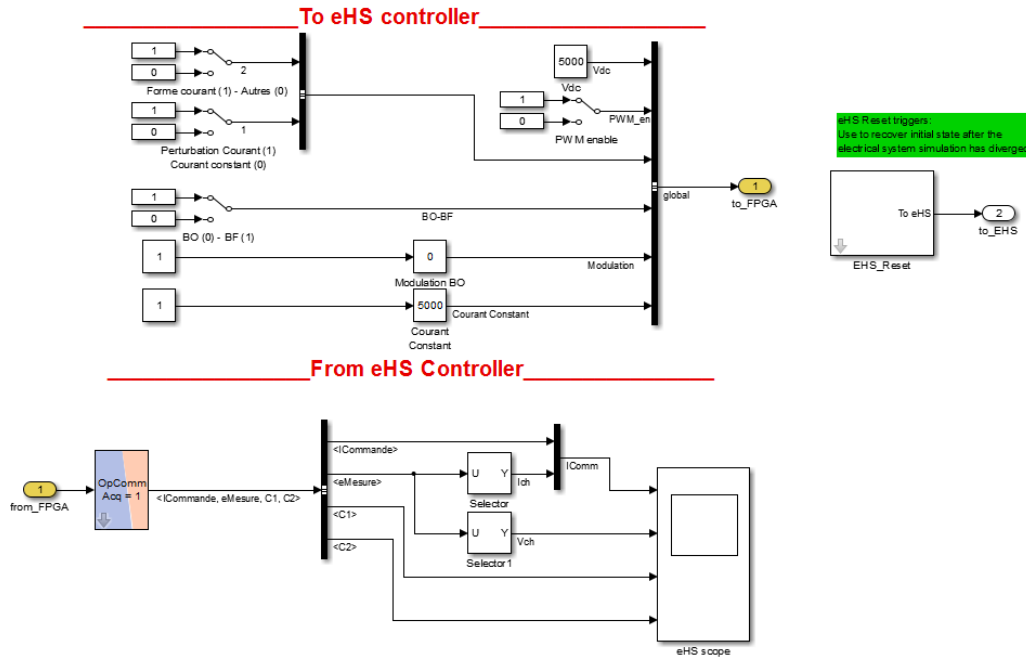 To eHS controller
1
0
2
Forme courant (1) - Autres (0)
1
0
1
Perturbation Courant (1)
Courant constant (0)
5000
Vdc
Vdc
1
0
PWM_en
PWM enable
1
0
BO-BF
BO (0) - BF (1)
1
0
Modulation BO
Modulation
1
5000
Courant Constant
Courant
Constant
global
1
to_FPGA
eHS Reset triggers:
Use to recover initial state after the
electrical system simulation has diverged
To eHS
EHS_Reset
2
to_EHS
From eHS Controller
1
from_FPGA
OpComm
Acq = 1
<ICommande, eMesure, C1, C2>
<ICommande>
<eMesure>
<C1>
<C2>
U Y
Selector
Ich
U Y
Selector1
Vch
IComm
eHS scope